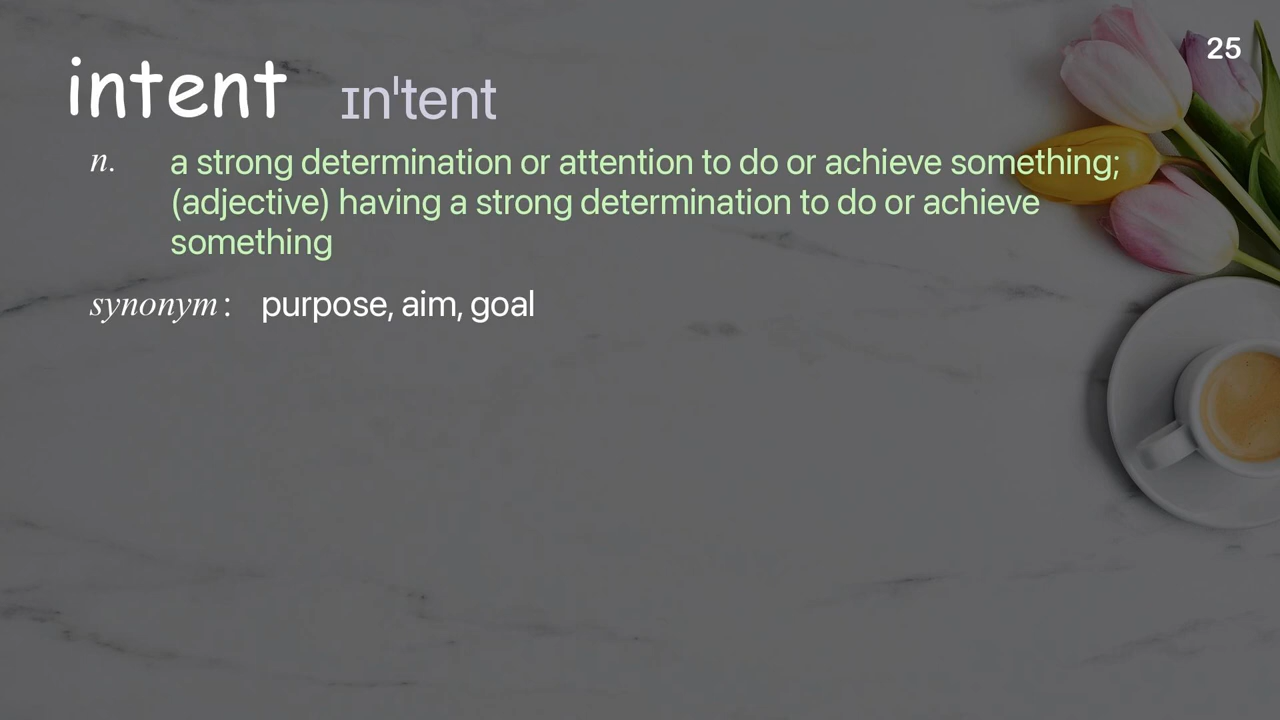 25
intent ɪn'tent
n. a strong determination or attention to do or achieve something;
(adjective) having a strong determination to do or achieve
something
synonym: purpose, aim, goal